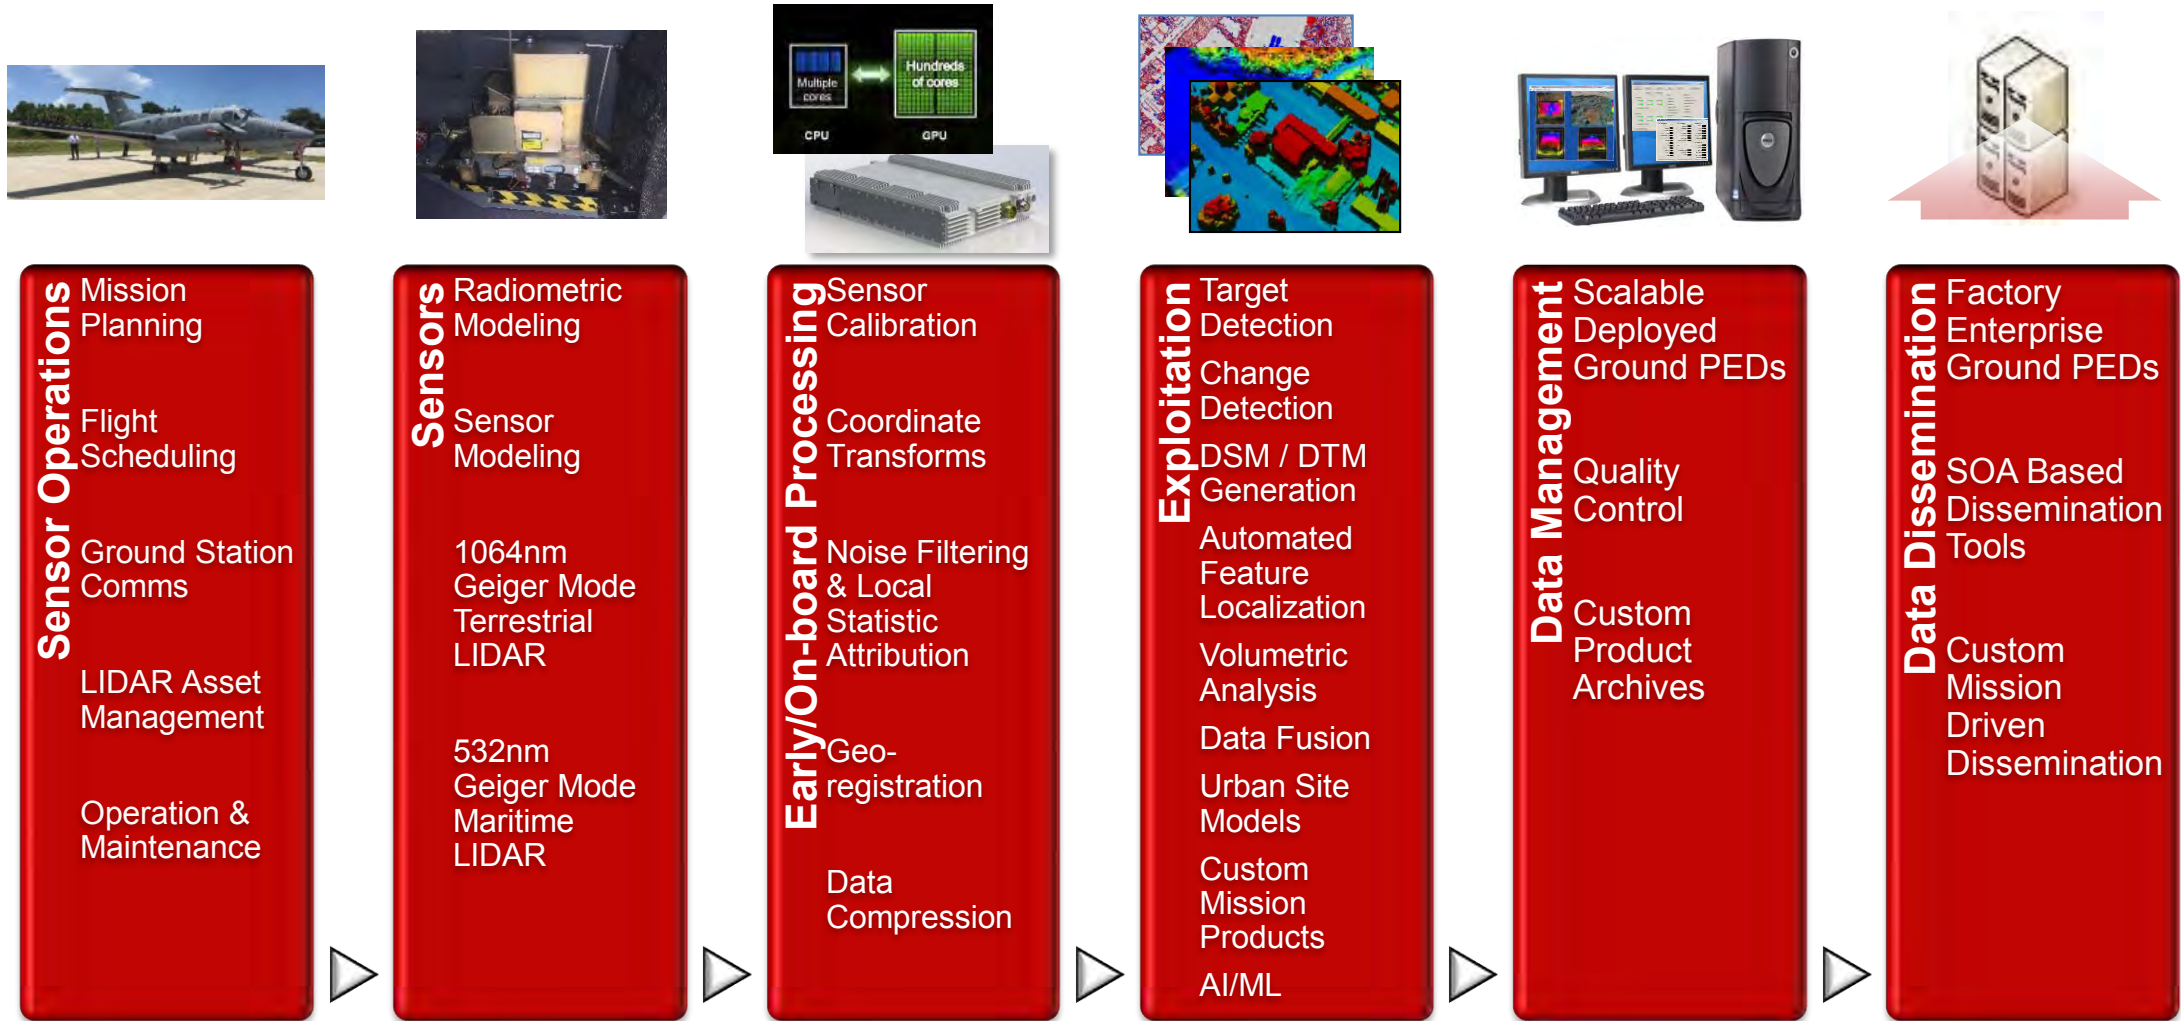 Multiple
cores
Hundreds
of cores
CPU
GPU
Sensor Operations
Mission
Planning
Flight
Scheduling
Ground Station
Comms
LIDAR Asset
Management
Operation &
Maintenance
Sensors
Radiometric
Modeling
Sensor
Modeling
1064nm
Geiger Mode
Terrestrial
LIDAR
532nm
Geiger Mode
Maritime
LIDAR
Early/On-board Processing
Sensor
Calibration
Coordinate
Transforms
Noise Filtering
& Local
Statistic
Attribution
Geo-
registration
Data
Compression
Exploitation
Target
Detection
Change
Detection
DSM / DTM
Generation
Automated
Feature
Localization
Volumetric
Analysis
Data Fusion
Urban Site
Models
Custom
Mission
Products
AI/ML
Data Management
Scalable
Deployed
Ground PEDs
Quality
Control
Custom
Product
Archives
Data Dissemination
Factory
Enterprise
Ground PEDs
SOA Based
Dissemination
Tools
Custom
Mission
Driven
Dissemination